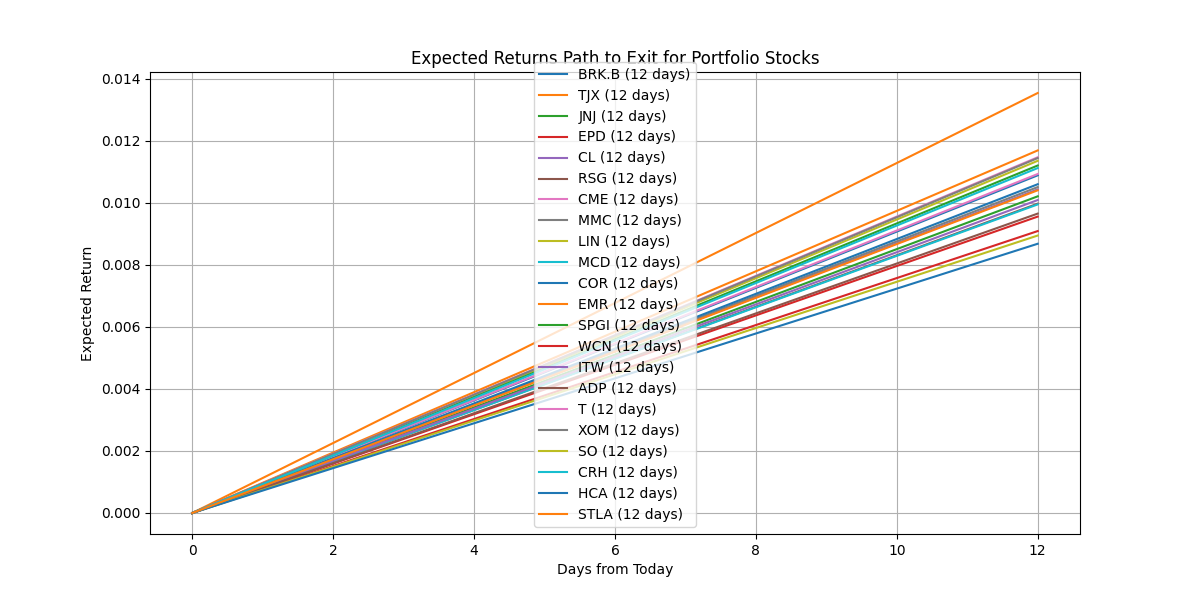 Expected Returns Path to Exit for Portfolio Stocks
0.014
0.012
0.010
0.008
0.006
0.004
0.002
0.000
Expected Return
BRK.B (12 days)
TJX (12 days)
JNJ (12 days)
EPD (12 days)
CL (12 days)
RSG (12 days)
CME (12 days)
MMC (12 days)
LIN (12 days)
MCD (12 days)
COR (12 days)
EMR (12 days)
SPGI (12 days)
WCN (12 days)
ITW (12 days)
ADP (12 days)
T (12 days)
XOM (12 days)
SO (12 days)
CRH (12 days)
HCA (12 days)
STLA (12 days)
0 2 4 6 8 10 12
Days from Today